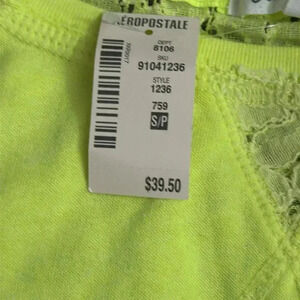 AEROPOSTALE
DEPT
8106
SKU
91041236
STYLE
1236
759
S/P
$39.50